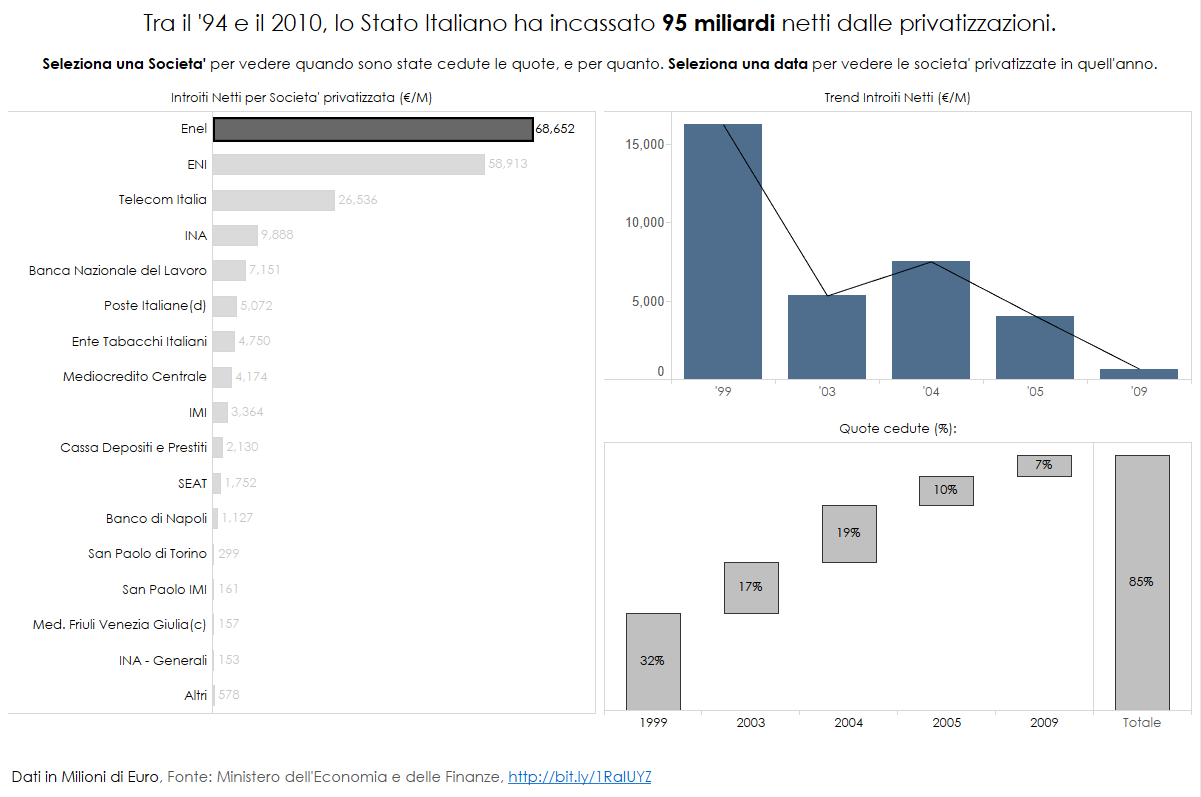 Tra il '94 e il 2010, lo Stato Italiano ha incassato 95 miliardi netti dalle privatizzazioni.
Seleziona una Societa' per vedere quando sono state cedute le quote, e per quanto. Seleziona una data per vedere le societa' privatizzate in quell'anno.
Introiti Netti per Societa' privatizzata (€/M)
Enel 68,652
ENI 58,913
Telecom Italia 26,536
INA 9,888
Banca Nazionale del Lavoro 7,151
Poste Italiane(d) 5,072
Ente Tabacchi Italiani 4,750
Mediocredito Centrale 4,174
IMI 3,364
Cassa Depositi e Prestiti 2,130
SEAT 1,752
Banco di Napoli 1,127
San Paolo di Torino 299
San Paolo IMI 161
Med. Friuli Venezia Giulia(c) 157
INA - Generali 153
Altri 578
Trend Introiti Netti (€/M)
15,000
10,000
5,000
0
'99 '03 '04 '05 '09
Quote cedute (%):
7%
10%
19%
85%
17%
32%
1999 2003 2004 2005 2009 Totale
Dati in Milioni di Euro, Fonte: Ministero dell'Economia e delle Finanze, http://bit.ly/1RaIUYZ